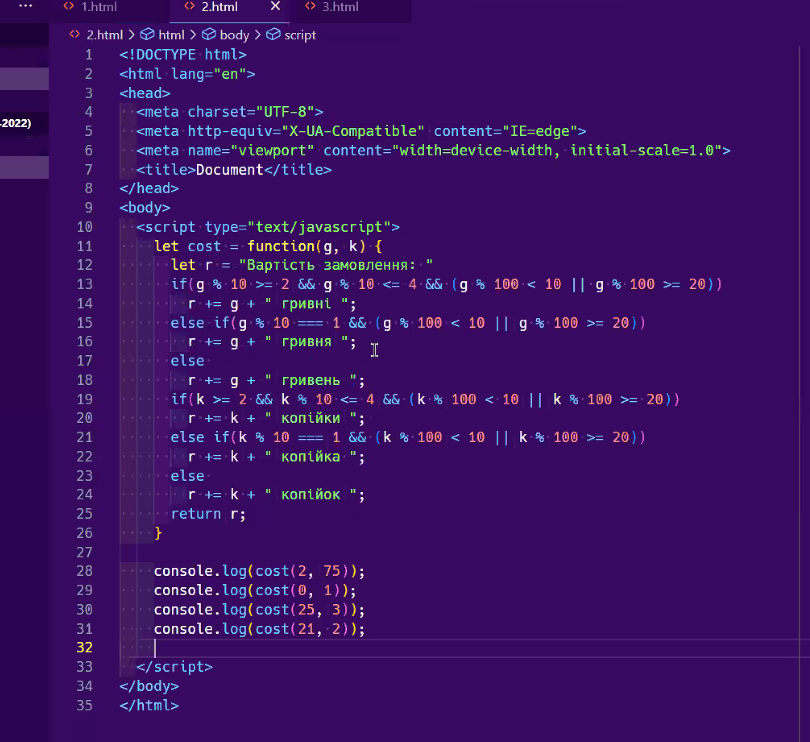 1.html 2.html 3.html
2.html > html > body > script
-2022)
1 <!DOCTYPE html>
2 <html lang="en">
3 <head>
4 <meta charset="UTF-8">
5 <meta http-equiv="X-UA-Compatible" content="IE=edge">
6 <meta name="viewport" content="width=device-width, initial-scale=1.0">
7 <title>Document</title>
8 </head>
9 <body>
10 <script type="text/javascript">
11 let cost = function(g, k) {
12 let r = "Вартість замовлення: "
13 if(g % 10 >= 2 && g % 10 <= 4 && (g % 100 < 10 || g % 100 >= 20))
14 r += g + " гривні ";
15 else if(g % 10 === 1 && (g % 100 < 10 || g % 100 >= 20))
16 r += g + " гривня ";
17 else
18 r += g + " гривень ";
19 if(k >= 2 && k % 10 <= 4 && (k % 100 < 10 || k % 100 >= 20))
20 r += k + " копійки ";
21 else if(k % 10 === 1 && (k % 100 < 10 || k % 100 >= 20))
22 r += k + " копійка ";
23 else
24 r += k + " копійок ";
25 return r;
26 }
27
28 console.log(cost(2, 75));
29 console.log(cost(0, 1));
30 console.log(cost(25, 3));
31 console.log(cost(21, 2));
32
33 </script>
34 </body>
35 </html>